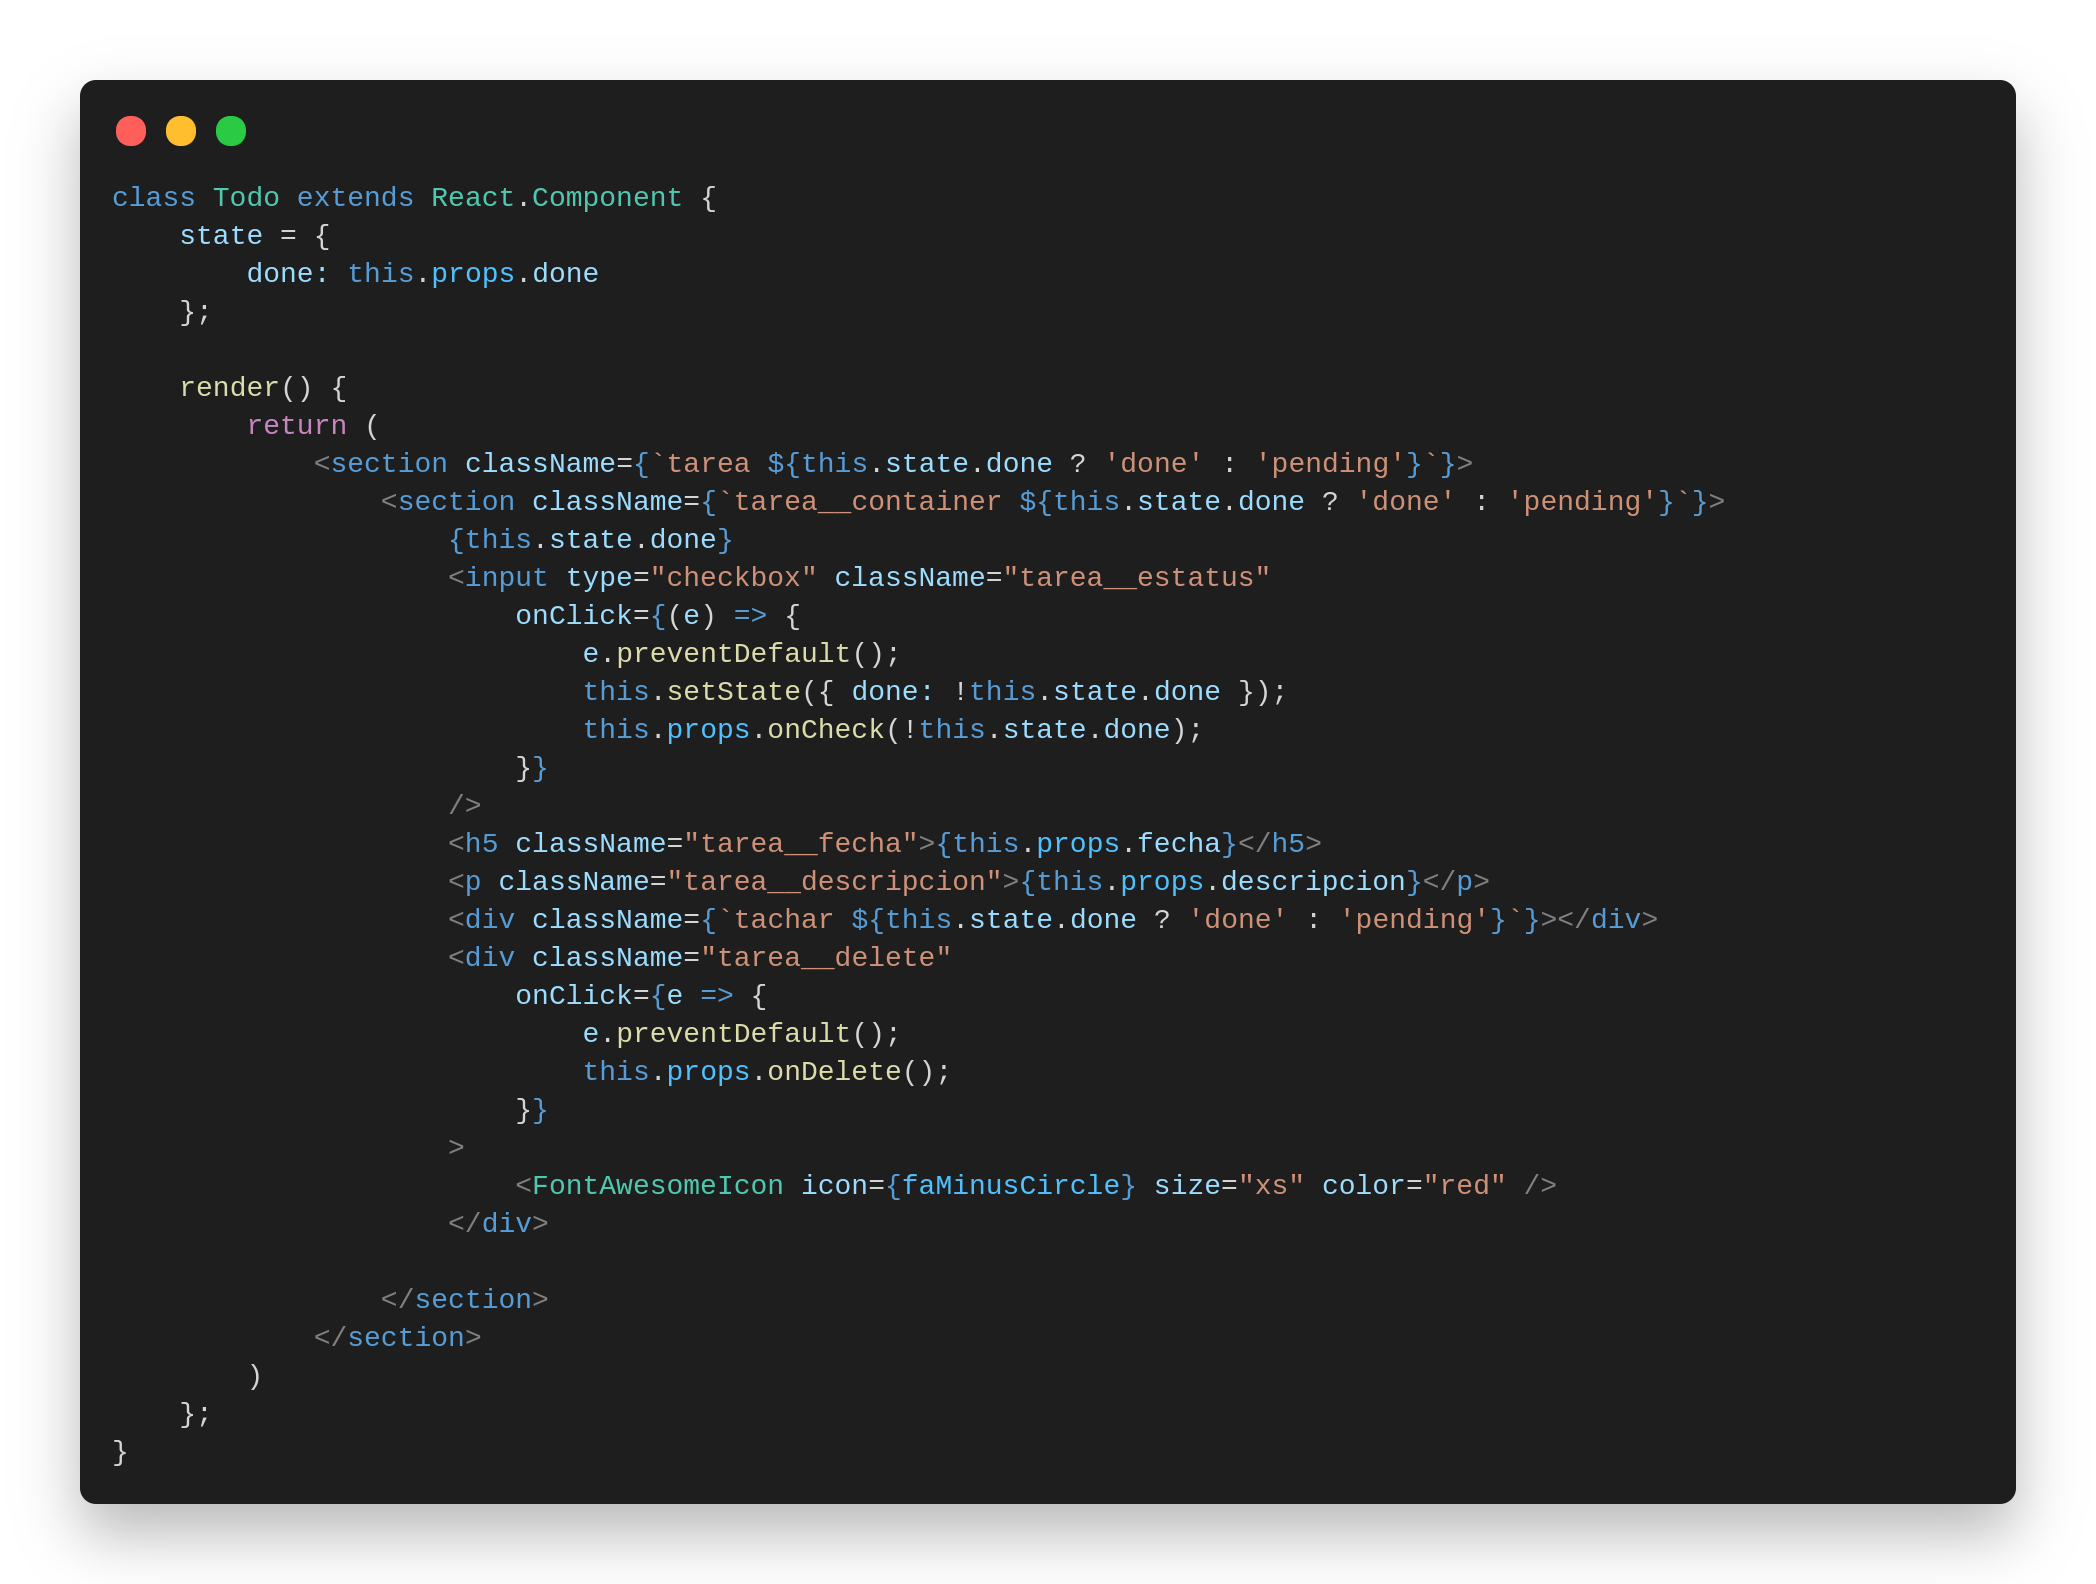 class Todo extends React.Component {
    state = {
        done: this.props.done
    };

    render() {
        return (
            <section className={`tarea ${this.state.done ? 'done' : 'pending'}`}>
                <section className={`tarea__container ${this.state.done ? 'done' : 'pending'}`}>
                    {this.state.done}
                    <input type="checkbox" className="tarea__estatus"
                        onClick={(e) => {
                            e.preventDefault();
                            this.setState({ done: !this.state.done });
                            this.props.onCheck(!this.state.done);
                        }}
                    />
                    <h5 className="tarea__fecha">{this.props.fecha}</h5>
                    <p className="tarea__descripcion">{this.props.descripcion}</p>
                    <div className={`tachar ${this.state.done ? 'done' : 'pending'}`}></div>
                    <div className="tarea__delete"
                        onClick={e => {
                            e.preventDefault();
                            this.props.onDelete();
                        }}
                    >
                        <FontAwesomeIcon icon={faMinusCircle} size="xs" color="red" />
                    </div>

                </section>
            </section>
        )
    };
}